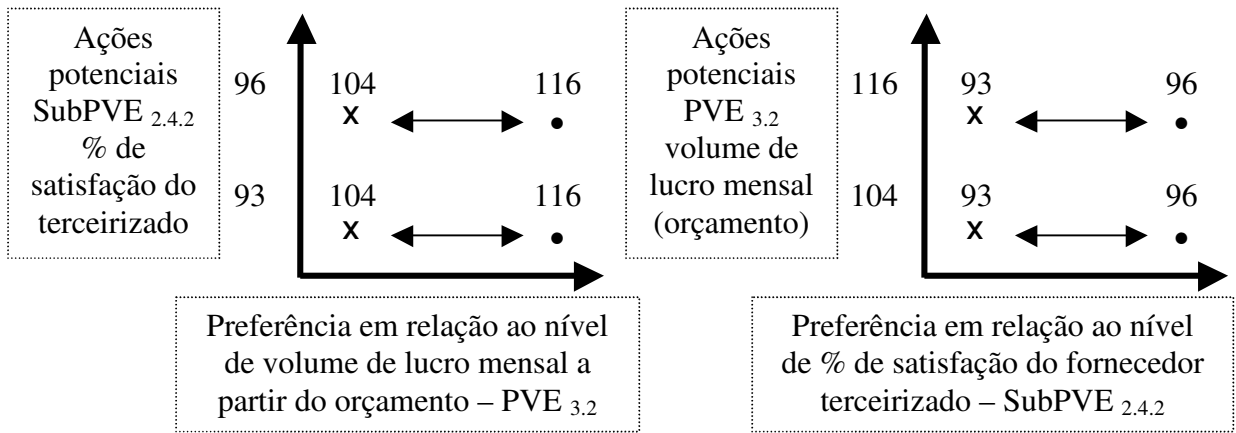 Ações
potenciais
SubPVE 2.4.2
% de
satisfação do
terceirizado
96 104 116
x •
93 104 116
x •
Preferência em relação ao nível
de volume de lucro mensal a
partir do orçamento – PVE 3.2
Ações
potenciais
PVE 3.2
volume de
lucro mensal
(orçamento)
116 93 96
x •
104 93 96
x •
Preferência em relação ao nível
de % de satisfação do fornecedor
terceirizado – SubPVE 2.4.2